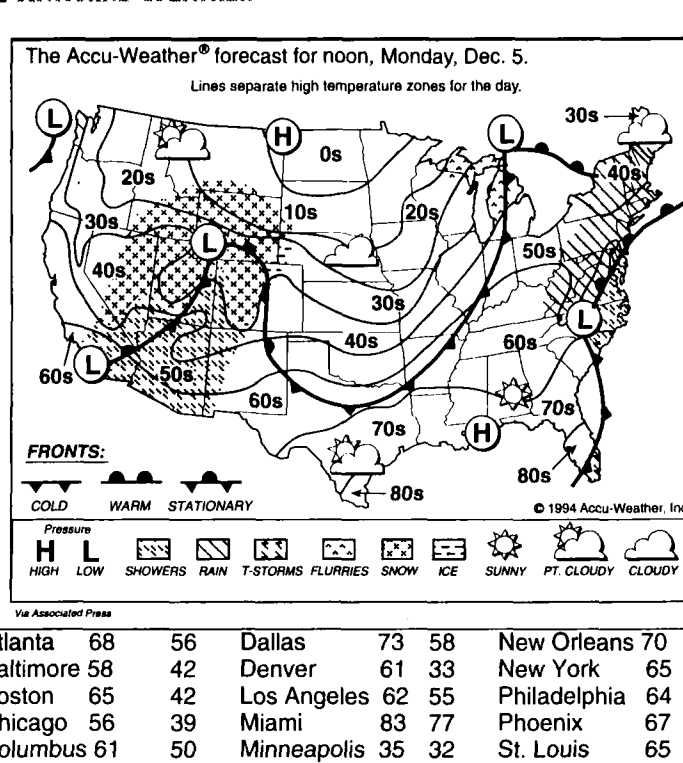 The Accu-Weather® forecast for noon, Monday, Dec. 5.
Lines separate high temperature zones for the day.
L
H
L
30s
0s
20s
40s
10s
20s
30s
L
50s
40s
30s
L
40s
60s
60s
L
50s
60s
70s
70s
H
80s
80s
FRONTS:
COLD WARM STATIONARY
© 1994 Accu-Weather, Inc
Pressure
H L
HIGH LOW SHOWERS RAIN T-STORMS FLURRIES SNOW ICE SUNNY PT. CLOUDY CLOUDY
Via Associated Press
tlanta 68 56 Dallas 73 58 New Orleans 70
altimore 58 42 Denver 61 33 New York 65
oston 65 42 Los Angeles 62 55 Philadelphia 64
hicago 56 39 Miami 83 77 Phoenix 67
olumbus 61 50 Minneapolis 35 32 St. Louis 65